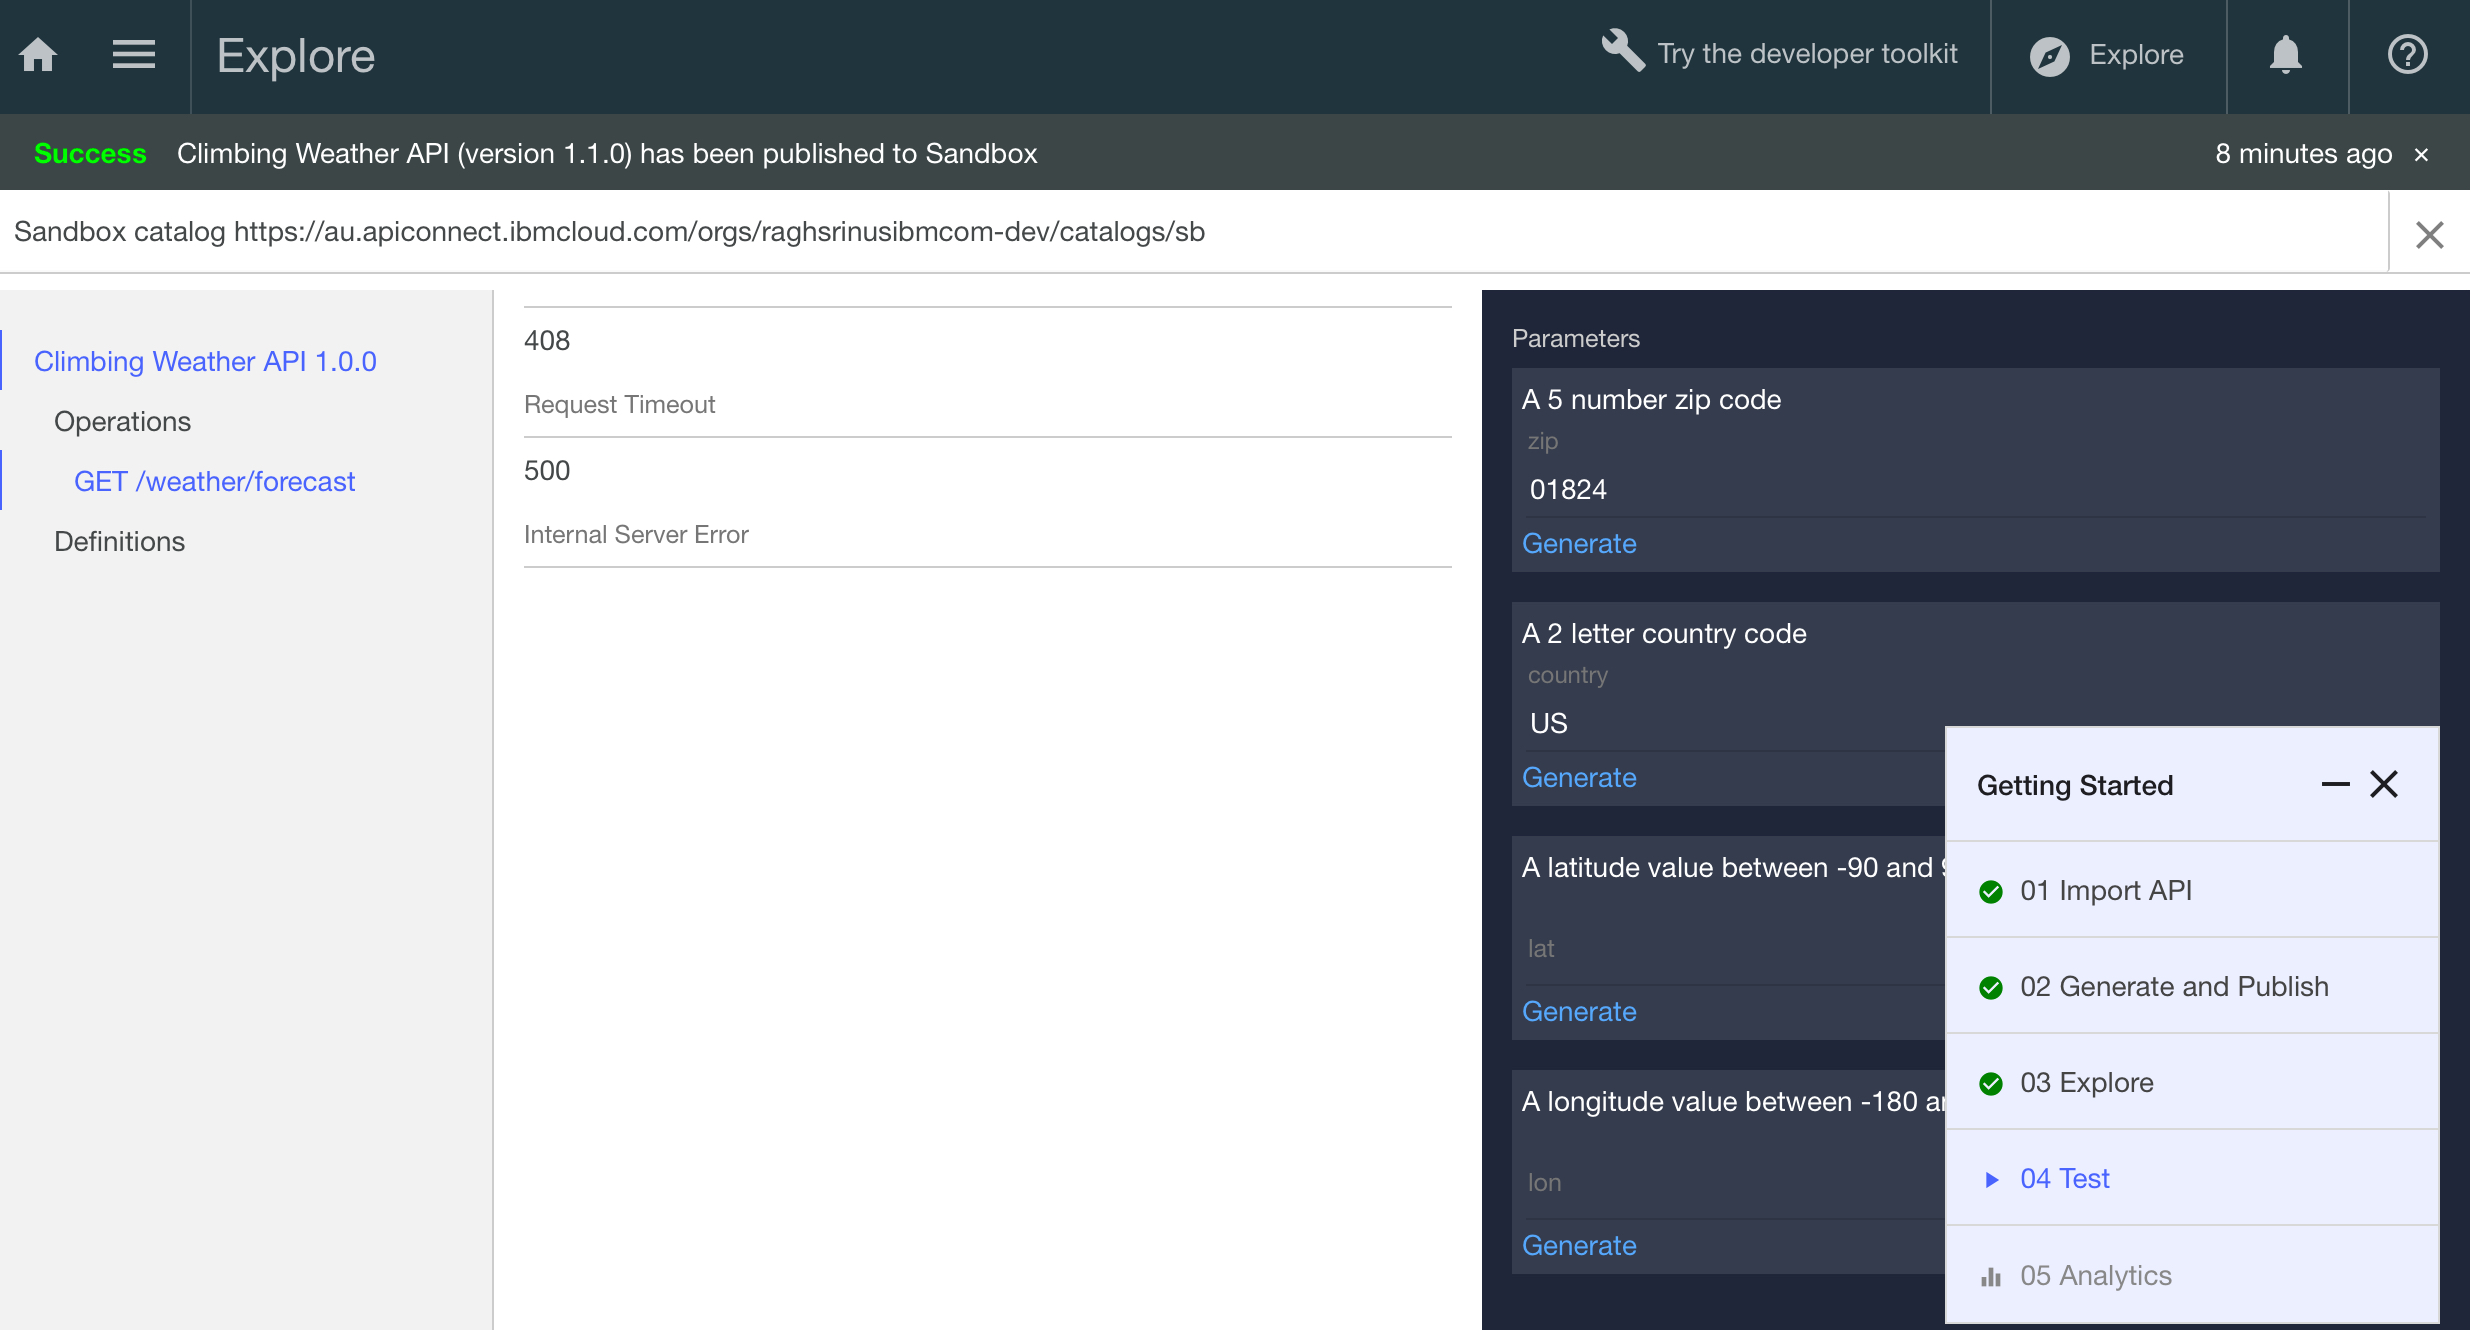 Explore
Try the developer toolkit
Explore
Success Climbing Weather API (version 1.1.0) has been published to Sandbox
8 minutes ago ×
Sandbox catalog https://au.apiconnect.ibmcloud.com/orgs/raghsrinusibmcom-dev/catalogs/sb
Climbing Weather API 1.0.0
Operations
GET /weather/forecast
Definitions
408
Request Timeout
500
Internal Server Error
Parameters
A 5 number zip code
zip
01824
Generate
A 2 letter country code
country
US
Generate
A latitude value between -90 and
lat
Generate
A longitude value between -180
lon
Generate
Getting Started
01 Import API
02 Generate and Publish
03 Explore
04 Test
05 Analytics